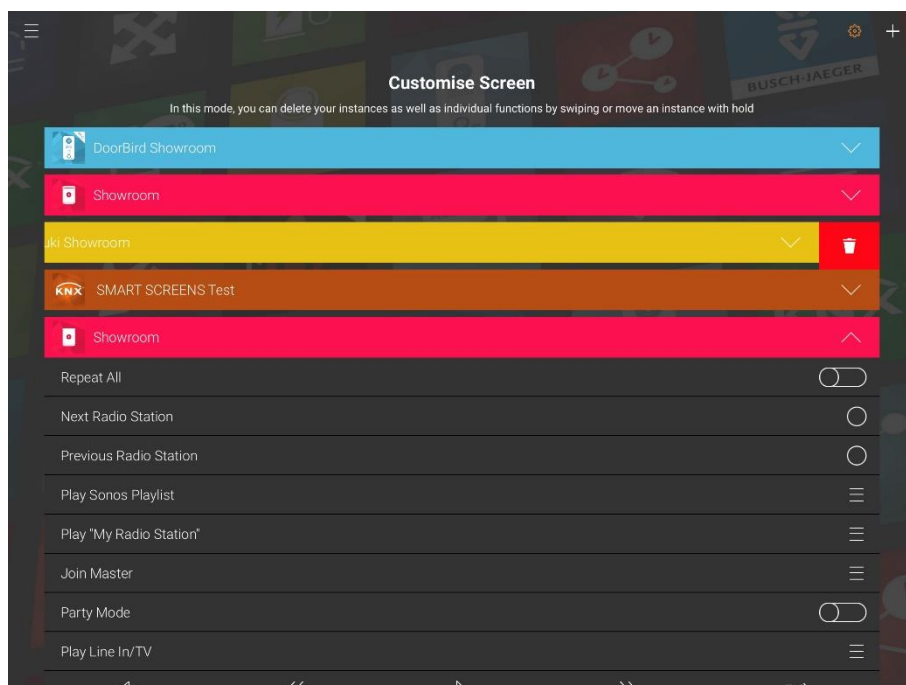 BUSCH-JAEGER
Customise Screen
In this mode, you can delete your instances as well as individual functions by swiping or move an instance with hold
DoorBird Showroom
Showroom
uki Showroom
KNX SMART SCREENS Test
Showroom
Repeat All
Next Radio Station
Previous Radio Station
Play Sonos Playlist
Play "My Radio Station"
Join Master
Party Mode
Play Line In/TV